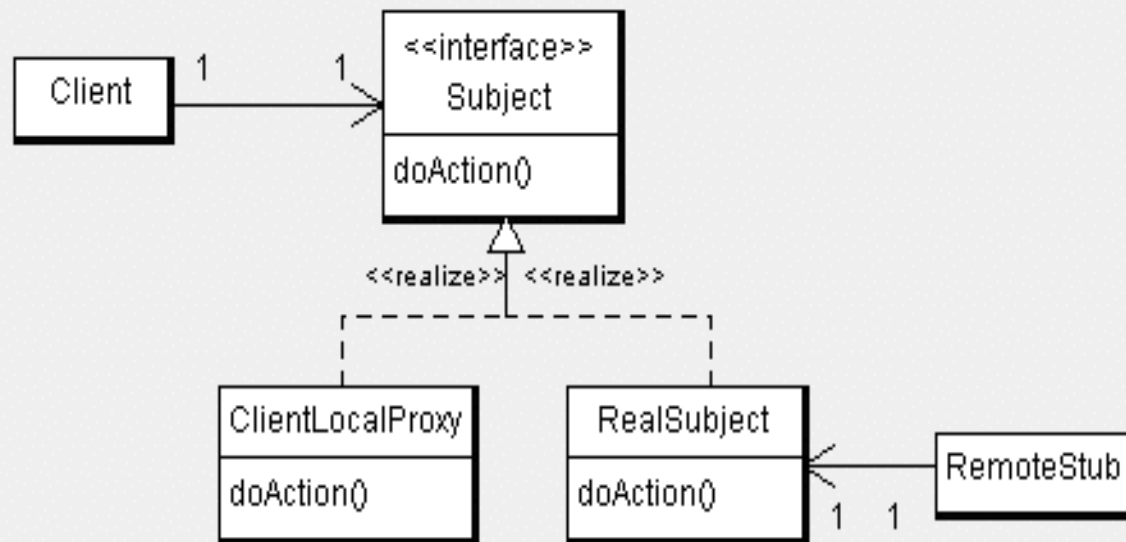 <<interface>>
Subject
Client
1
1
doAction()
<<realize>> <<realize>>
ClientLocalProxy
doAction()
RealSubject
doAction()
RemoteStub
1 1